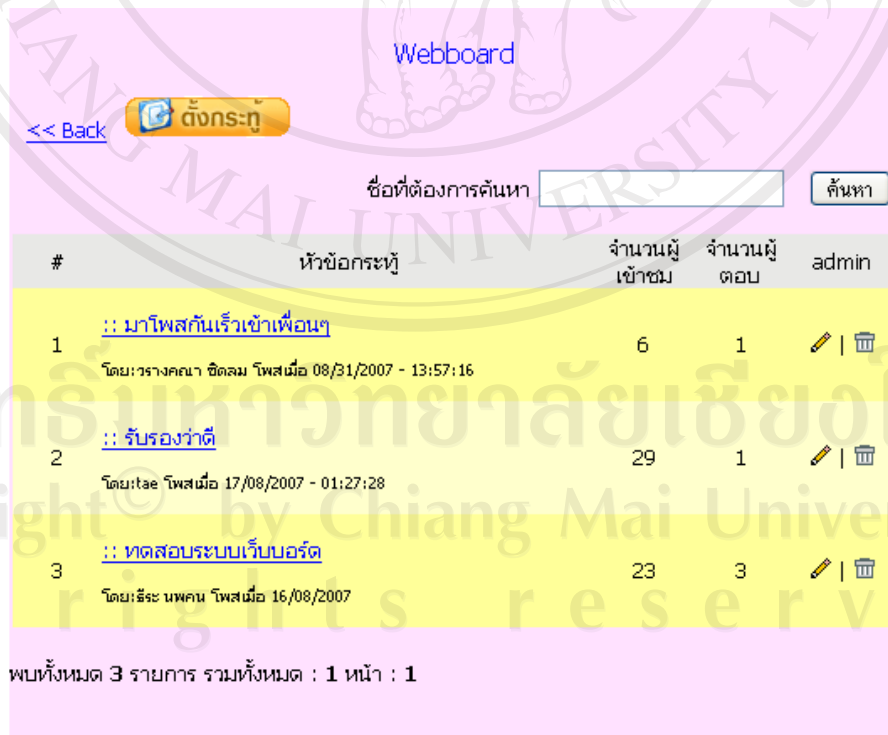 Webboard
<< Back ตั้งกระทู้
ชื่อที่ต้องการค้นหา ค้นหา
# หัวข้อกระทู้ จำนวนผู้เข้าชม จำนวนผู้ตอบ admin
1 :: มาโพสกันเร็วเข้าเพื่อนๆ 6 1 |
โดย:วรางคณา ชิดลม โพสเมื่อ 08/31/2007 - 13:57:16
2 :: รับรองว่าดี 29 1 |
โดย:tae โพสเมื่อ 17/08/2007 - 01:27:28
3 :: ทดสอบระบบเว็บบอร์ด 23 3 |
โดย:ธีระ นพคน โพสเมื่อ 16/08/2007
พบทั้งหมด 3 รายการ รวมทั้งหมด : 1 หน้า : 1
CHIANG MAI UNIVERSITY
by Chiang Mai
rights